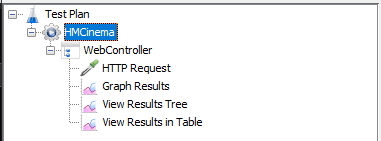 Test Plan
HMCinema
WebController
HTTP Request
Graph Results
View Results Tree
View Results in Table